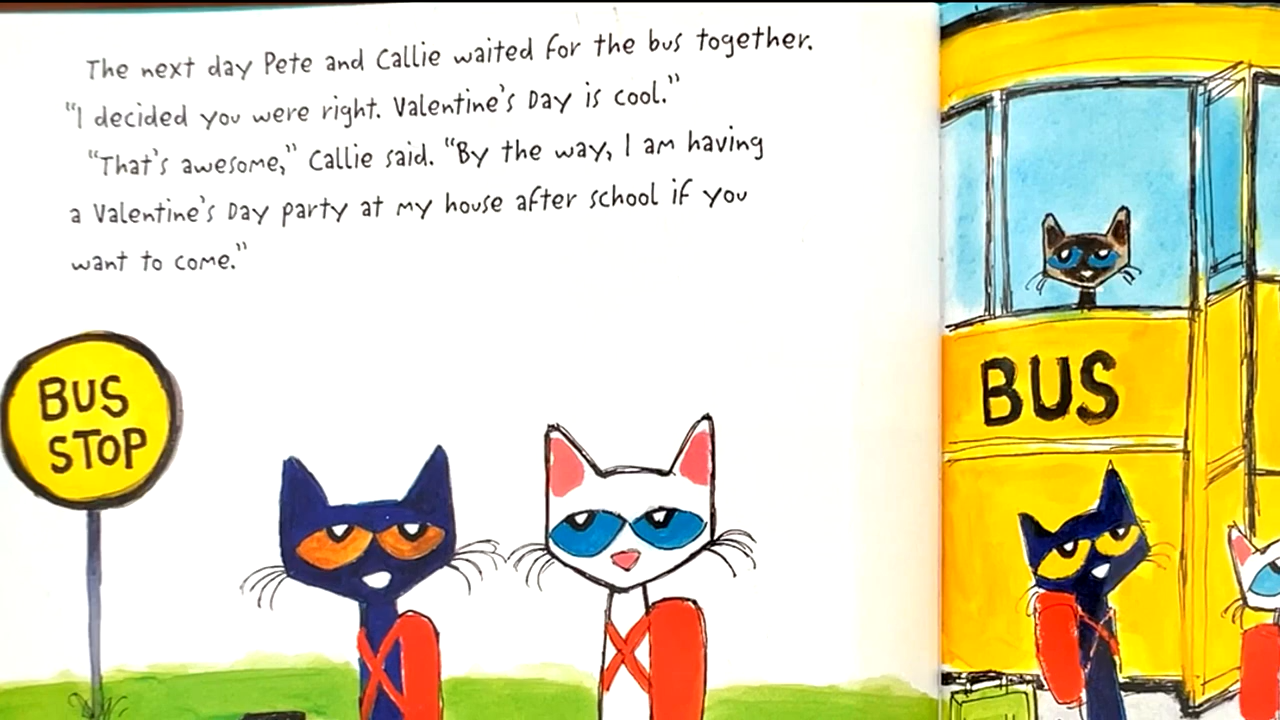 The next day Pete and Callie waited for the bus together.
"I decided you were right. Valentine's Day is cool."
"That's awesome," Callie said. "By the way, I am having
a Valentine's Day party at my house after school if you
want to come."
BUS
STOP
BUS